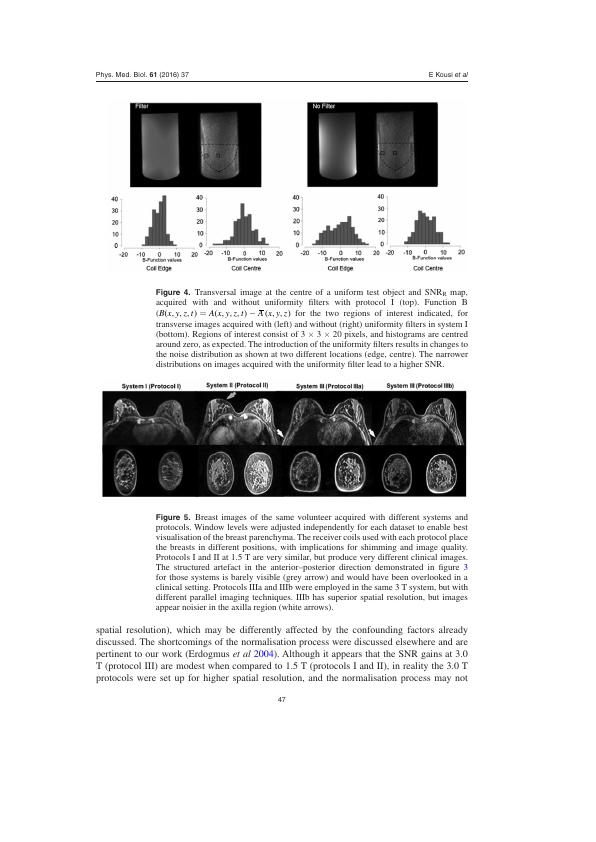 Phys. Med. Biol. 61 (2016) 37
E Kousi et al
Filter
No Filter
40
30
20
10
0
-20 -10 0 10 20
B-Function values
Coil Edge
40
30
20
10
0
-20 -10 0 10 20
B-Function values
Coil Centre
40
30
20
10
0
-20 -10 0 10 20
B-Function values
Coil Edge
40
30
20
10
0
-20 -10 0 10 20
B-Function values
Coil Centre
Figure 4. Transversal image at the centre of a uniform test object and SNRR map,
acquired with and without uniformity filters with protocol I (top). Function B
(B(x, y, z, t) = A(x, y, z, t) − A̅(x, y, z) for the two regions of interest indicated, for
transverse images acquired with (left) and without (right) uniformity filters in system I
(bottom). Regions of interest consist of 3 × 3 × 20 pixels, and histograms are centred
around zero, as expected. The introduction of the uniformity filters results in changes to
the noise distribution as shown at two different locations (edge, centre). The narrower
distributions on images acquired with the uniformity filter lead to a higher SNR.
System I (Protocol I)
System II (Protocol II)
System III (Protocol IIIa)
System III (Protocol IIIb)
Figure 5. Breast images of the same volunteer acquired with different systems and
protocols. Window levels were adjusted independently for each dataset to enable best
visualisation of the breast parenchyma. The receiver coils used with each protocol place
the breasts in different positions, with implications for shimming and image quality.
Protocols I and II at 1.5 T are very similar, but produce very different clinical images.
The structured artefact in the anterior–posterior direction demonstrated in figure 3
for those systems is barely visible (grey arrow) and would have been overlooked in a
clinical setting. Protocols IIIa and IIIb were employed in the same 3 T system, but with
different parallel imaging techniques. IIIb has superior spatial resolution, but images
appear noisier in the axilla region (white arrows).
spatial resolution), which may be differently affected by the confounding factors already
discussed. The shortcomings of the normalisation process were discussed elsewhere and are
pertinent to our work (Erdogmus et al 2004). Although it appears that the SNR gains at 3.0
T (protocol III) are modest when compared to 1.5 T (protocols I and II), in reality the 3.0 T
protocols were set up for higher spatial resolution, and the normalisation process may not
47